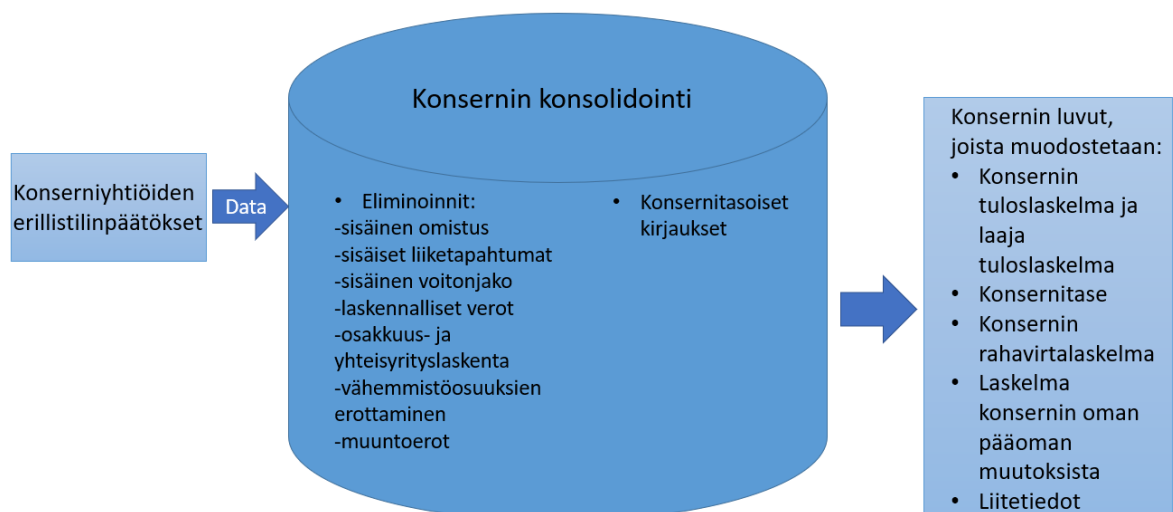 Konserniyhtiöiden
erillistilinpäätökset
Data
Konsernin konsolidointi
• Eliminoinnit:
-sisäinen omistus
-sisäiset liiketapahtumat
-sisäinen voitonjako
-laskennalliset verot
-osakkuus- ja
yhteisyrityslaskenta
-vähemmistöosuuksien
erottaminen
-muuntoerot
• Konsernitasoiset
kirjaukset
Konsernin luvut,
joista muodostetaan:
• Konsernin
tuloslaskelma ja
laaja
tuloslaskelma
• Konsernitase
• Konsernin
rahavirtalaskelma
• Laskelma
konsernin oman
pääoman
muutoksista
• Liitetiedot